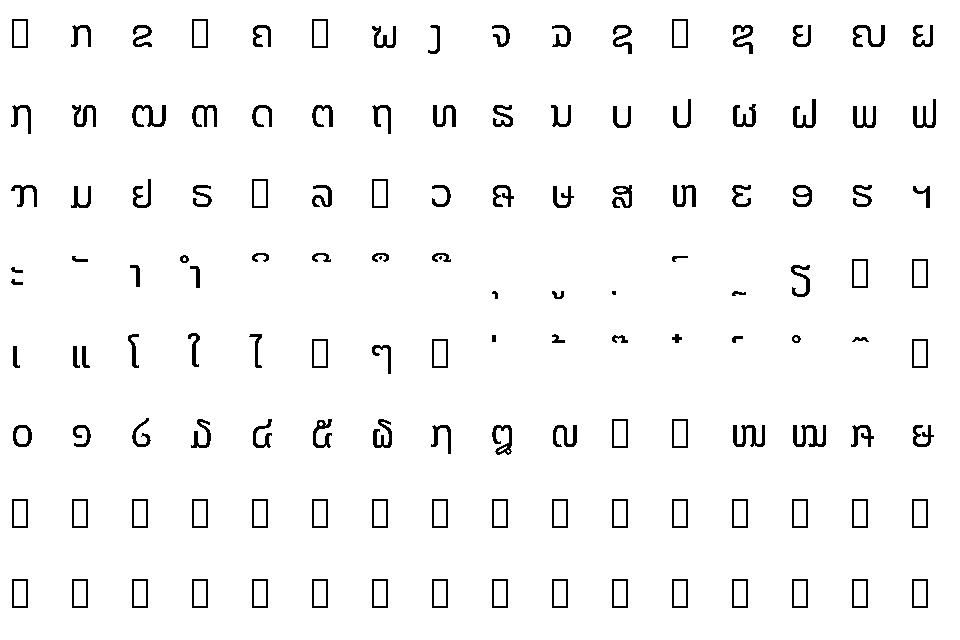 ກ ຂ ຄ ຆ ງ ຈ ຉ ຊ ຌ ຍ ຎ ຏ
ຐ ຑ ຒ ຓ ດ ຕ ຖ ທ ຘ ນ ບ ປ ຜ ຝ ພ ຟ
ຠ ມ ຢ ຣ ລ ວ ຨ ຩ ສ ຫ ຬ ອ ຮ ຯ
ະ ັ າ ຳ ິ ີ ຶ ື ຸ ູ ຺ ົ ຼ ຽ
ເ ແ ໂ ໃ ໄ ໆ ່ ້ ໊ ໋ ໌ ໍ ໎
໐ ໑ ໒ ໓ ໔ ໕ ໖ ໗ ໘ ໙ ໜ ໝ ໞ ໟ